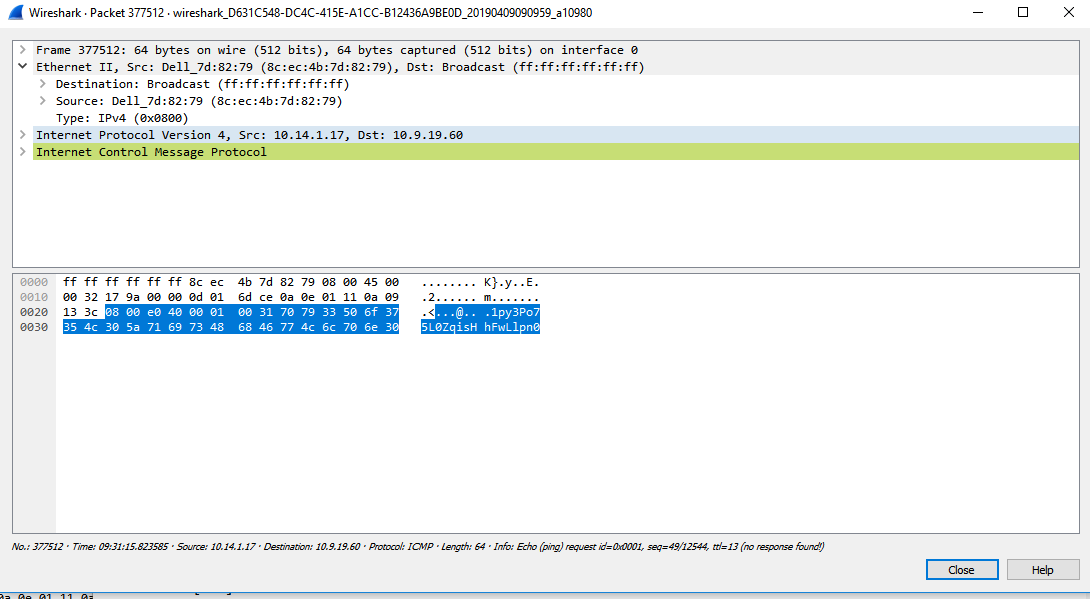 Wireshark · Packet 377512 · wireshark_D631C548-DC4C-415E-A1CC-B12436A9BE0D_20190409090959_a10980
Frame 377512: 64 bytes on wire (512 bits), 64 bytes captured (512 bits) on interface 0
Ethernet II, Src: Dell_7d:82:79 (8c:ec:4b:7d:82:79), Dst: Broadcast (ff:ff:ff:ff:ff:ff)
Destination: Broadcast (ff:ff:ff:ff:ff:ff)
Source: Dell_7d:82:79 (8c:ec:4b:7d:82:79)
Type: IPv4 (0x0800)
Internet Protocol Version 4, Src: 10.14.1.17, Dst: 10.9.19.60
Internet Control Message Protocol
0000 ff ff ff ff ff ff 8c ec 4b 7d 82 79 08 00 45 00 ........ K}.y..E.
0010 00 32 17 9a 00 00 0d 01 6d ce 0a 0e 01 11 0a 09 .2...... m.......
0020 13 3c 08 00 e0 40 00 01 00 31 70 79 33 50 6f 37 .<...@.. .1py3Po7
0030 35 4c 30 5a 71 69 73 48 68 46 77 4c 6c 70 6e 30 5L0ZqisH hFwLlpn0
No.: 377512 · Time: 09:31:15.823585 · Source: 10.14.1.17 · Destination: 10.9.19.60 · Protocol: ICMP · Length: 64 · Info: Echo (ping) request id=0x0001, seq=49/12544, ttl=13 (no response found!)
Close Help